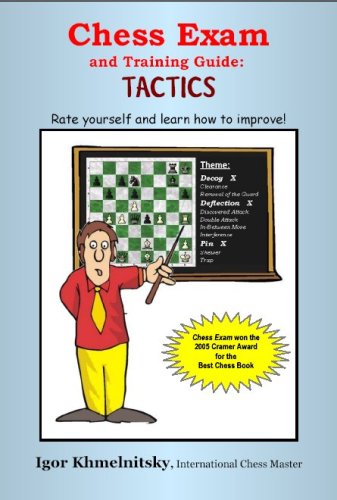 Chess Exam
and Training Guide:
TACTICS
Rate yourself and learn how to improve!
Theme:
Decoy X
Clearance
Removal of the Guard
Deflection X
Discovered Attack
Double Attack
In-Between Move
Interference
Pin X
Skewer
Trap
Chess Exam won the
2005 Cramer Award
for the
Best Chess Book
Igor Khmelnitsky, International Chess Master